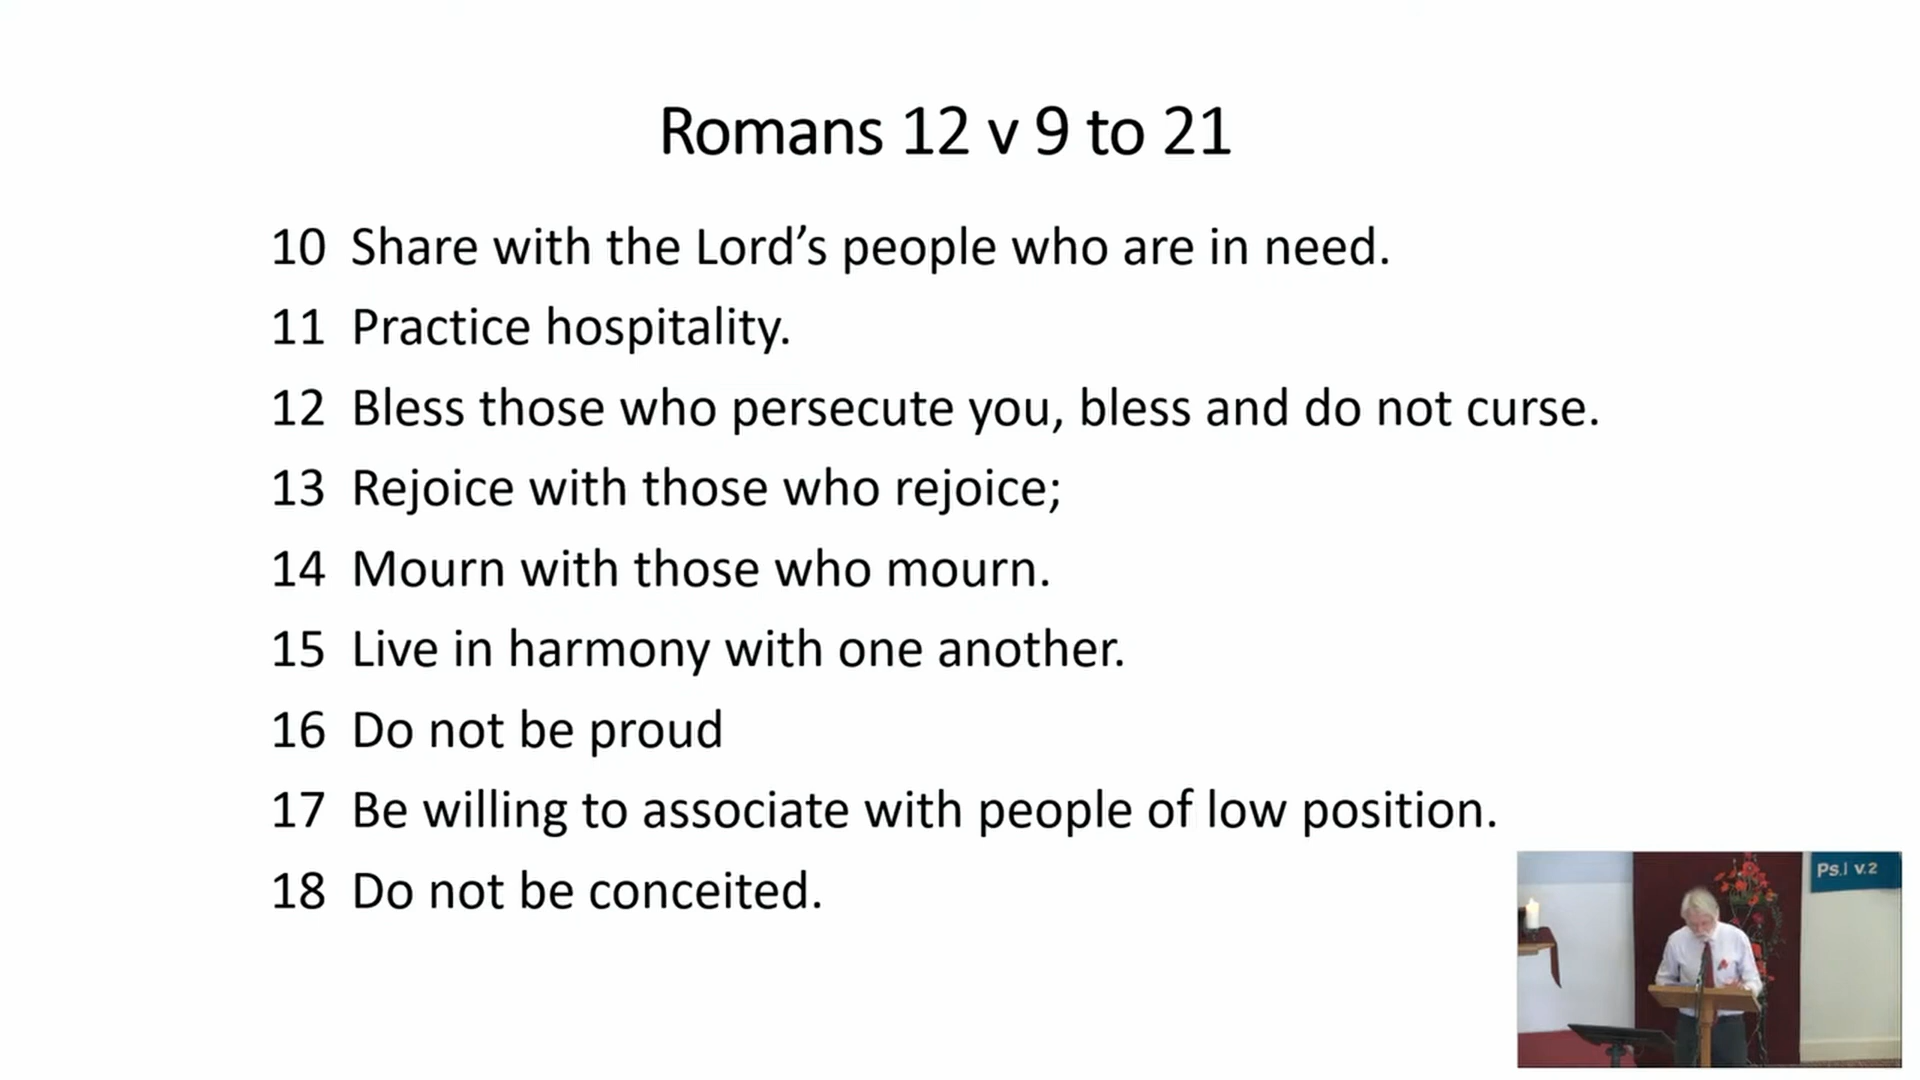 Romans 12 v 9 to 21
10 Share with the Lord’s people who are in need.
11 Practice hospitality.
12 Bless those who persecute you, bless and do not curse.
13 Rejoice with those who rejoice;
14 Mourn with those who mourn.
15 Live in harmony with one another.
16 Do not be proud
17 Be willing to associate with people of low position.
18 Do not be conceited.
Ps.1 v.2